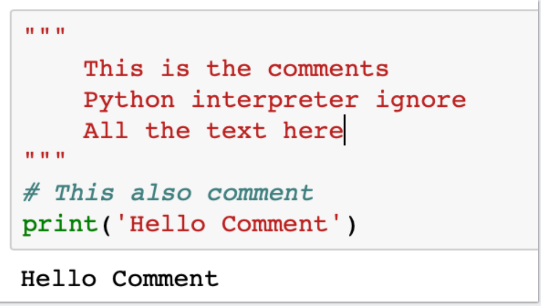 """
    This is the comments
    Python interpreter ignore
    All the text here
"""
# This also comment
print('Hello Comment')
Hello Comment